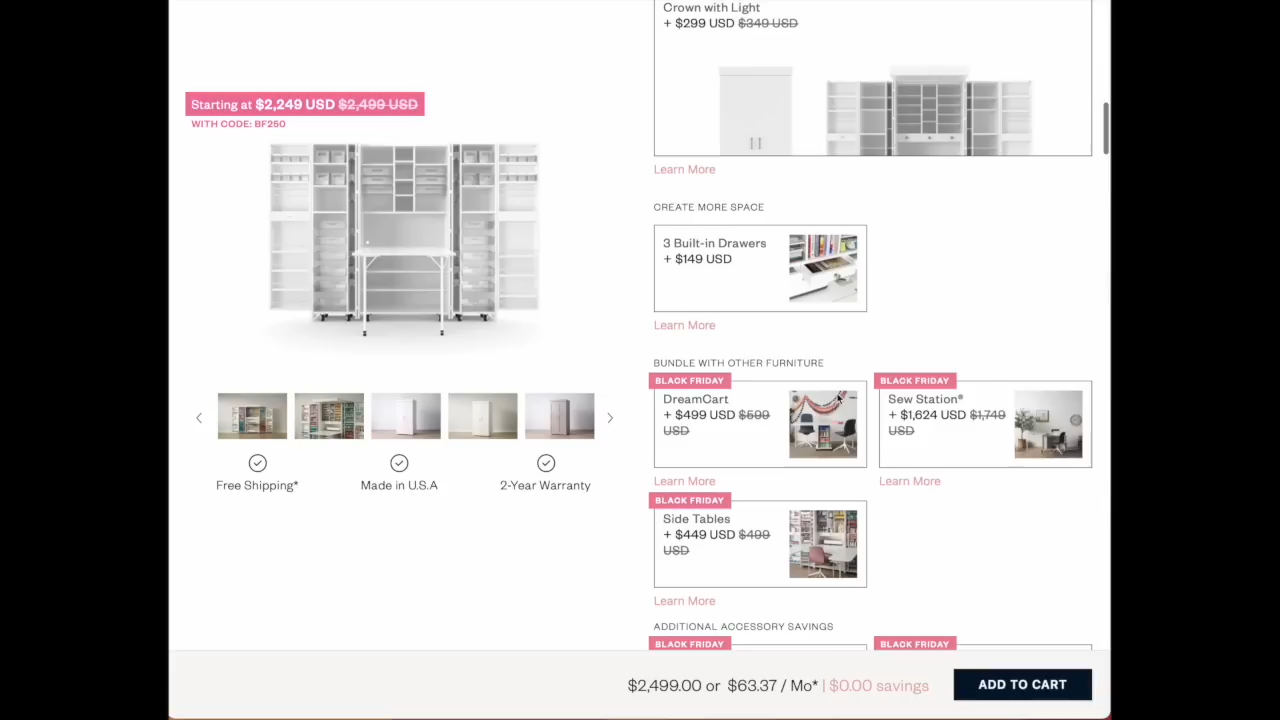 Crown with Light
+ $299 USD $349 USD
Starting at $2,249 USD $2,499 USD
WITH CODE: BF250
Learn More
CREATE MORE SPACE
3 Built-in Drawers
+ $149 USD
Learn More
BUNDLE WITH OTHER FURNITURE
BLACK FRIDAY
DreamCart
+ $499 USD $599
USD
Learn More
BLACK FRIDAY
Sew Station®
+ $1,624 USD $1,749
USD
Learn More
BLACK FRIDAY
Side Tables
+ $449 USD $499
USD
Learn More
Free Shipping*
Made in U.S.A
2-Year Warranty
ADDITIONAL ACCESSORY SAVINGS
BLACK FRIDAY
BLACK FRIDAY
$2,499.00 or $63.37 / Mo* | $0.00 savings
ADD TO CART